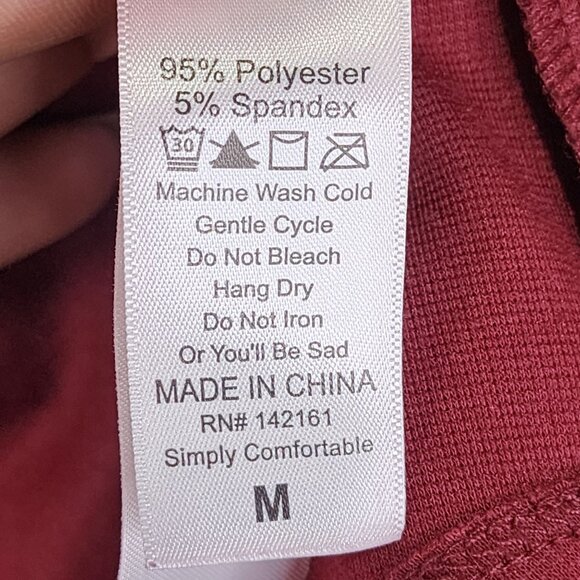 95% Polyester
5% Spandex
30
Machine Wash Cold
Gentle Cycle
Do Not Bleach
Hang Dry
Do Not Iron
Or You'll Be Sad
MADE IN CHINA
RN# 142161
Simply Comfortable
M